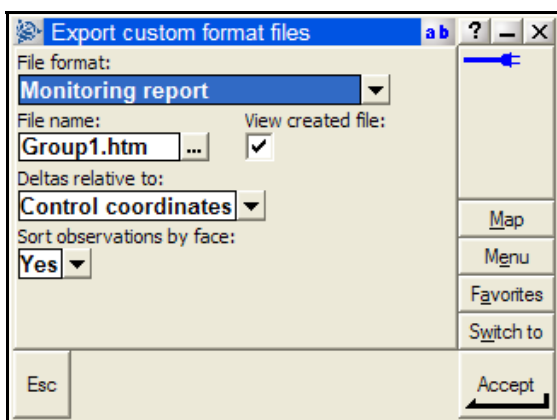 Export custom format files
ab
?
File format:
Monitoring report
File name:
View created file:
Group1.htm
...
Deltas relative to:
Control coordinates
Sort observations by face:
Yes
Map
Menu
Favorites
Switch to
Esc
Accept